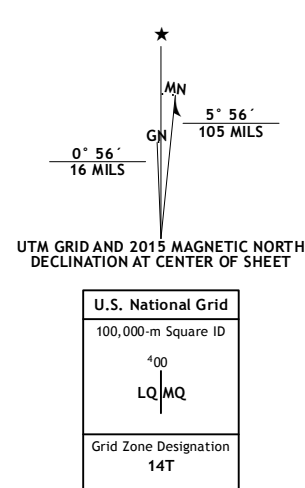 ★
MN
5° 56´
105 MILS
GN
0° 56´
16 MILS
UTM GRID AND 2015 MAGNETIC NORTH
DECLINATION AT CENTER OF SHEET
U.S. National Grid
100,000-m Square ID
⁴00
LQ MQ
Grid Zone Designation
14T